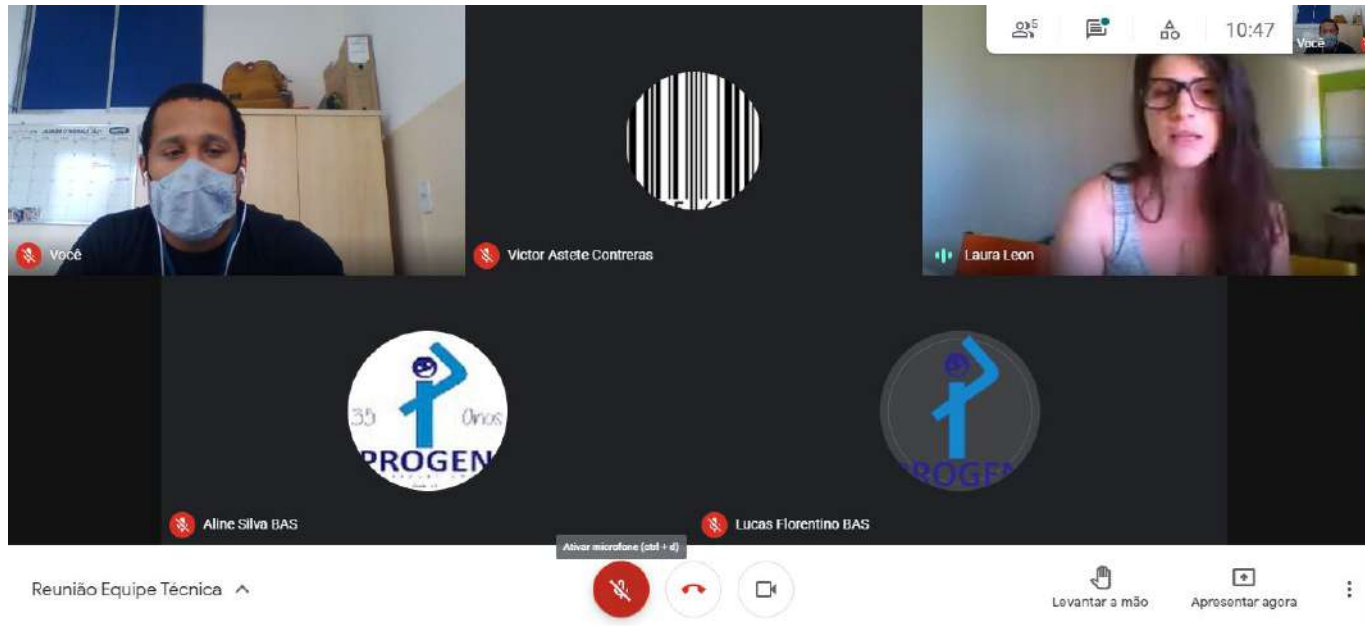 5
10:47
Você
Você
Victor Astete Contreras
Laura Leon
35 anos
PROGEN
PROGEN
Aline Silva BAS
Lucas Florentino BAS
Ativar microfone (ctrl + d)
Reunião Equipe Técnica
Levantar a mão
Apresentar agora